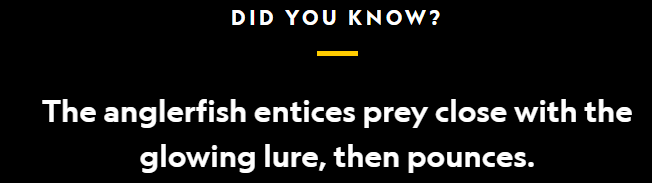 DID YOU KNOW?
The anglerfish entices prey close with the
glowing lure, then pounces.